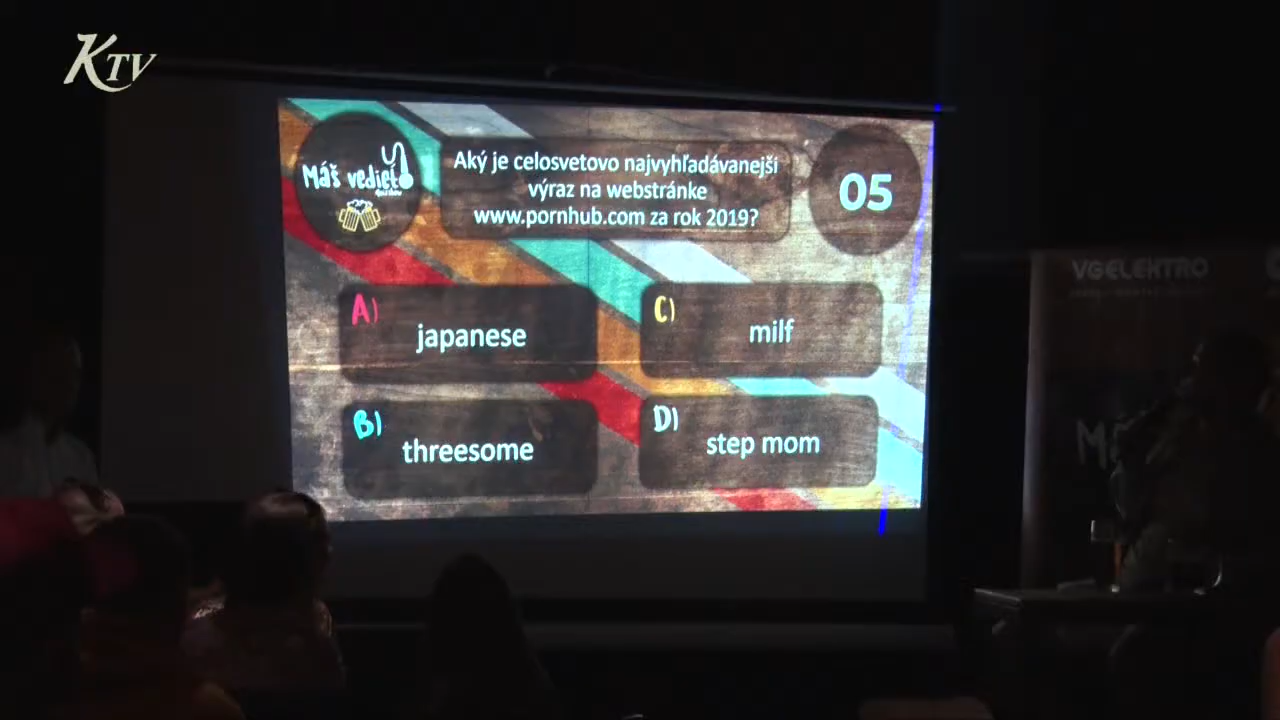 KTV
Máš vedieť
Aký je celosvetovo najvyhľadávanejši
výraz na webstránke
www.pornhub.com za rok 2019?
05
A)
japanese
C)
milf
B)
threesome
D)
step mom
VGELEKTRO